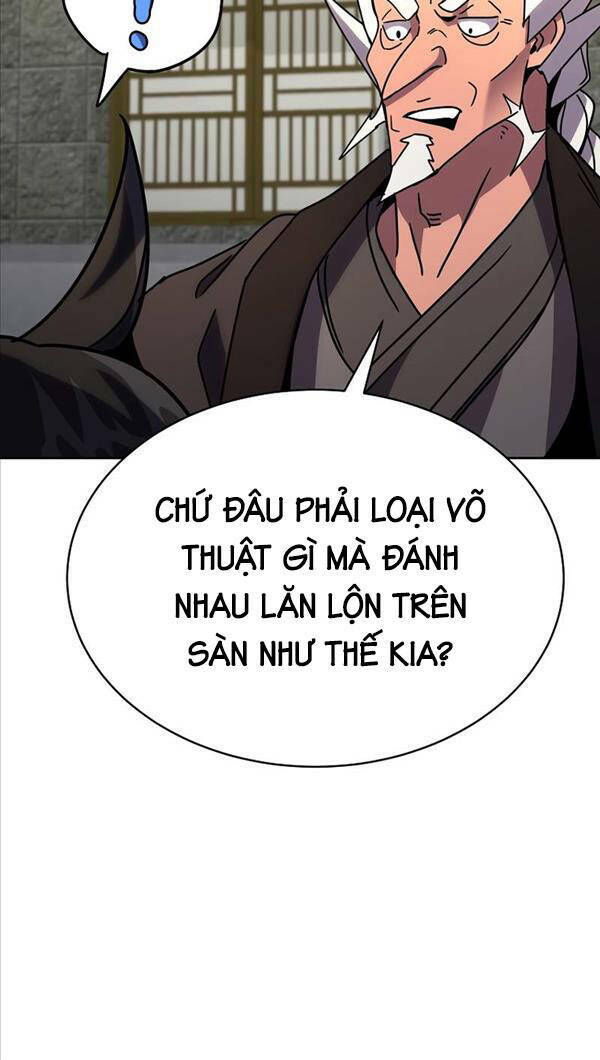 !
CHỨ ĐÂU PHẢI LOẠI VÕ
THUẬT GÌ MÀ ĐÁNH
NHAU LĂN LỘN TRÊN
SÀN NHƯ THẾ KIA?